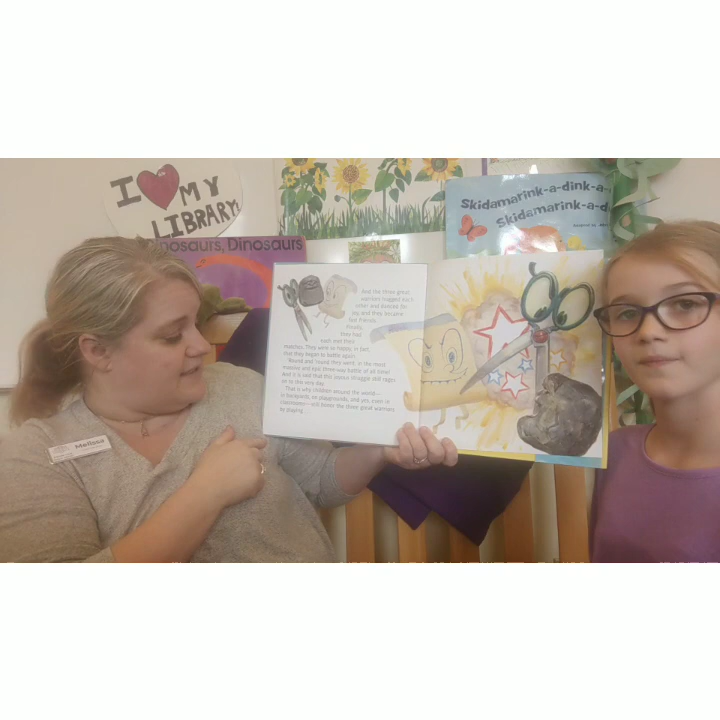 I MY
LIBRARY!
Dinosaurs, Dinosaurs
Skidamarink-a-dink-a-
Skidamarink-a-d
Melissa
And the three great
warriors hugged each
other and danced for
joy, and they became
fast friends.
Finally,
they had
each met their
matches. They were so happy, in fact,
that they began to battle again!
'Round and 'round they went, in the most
massive and epic three-way battle of all time!
And it is said that this joyous struggle still rages
on to this very day.
That is why children around the world—
in backyards, on playgrounds, and yes, even in
classrooms—still honor the three great warriors
by playing